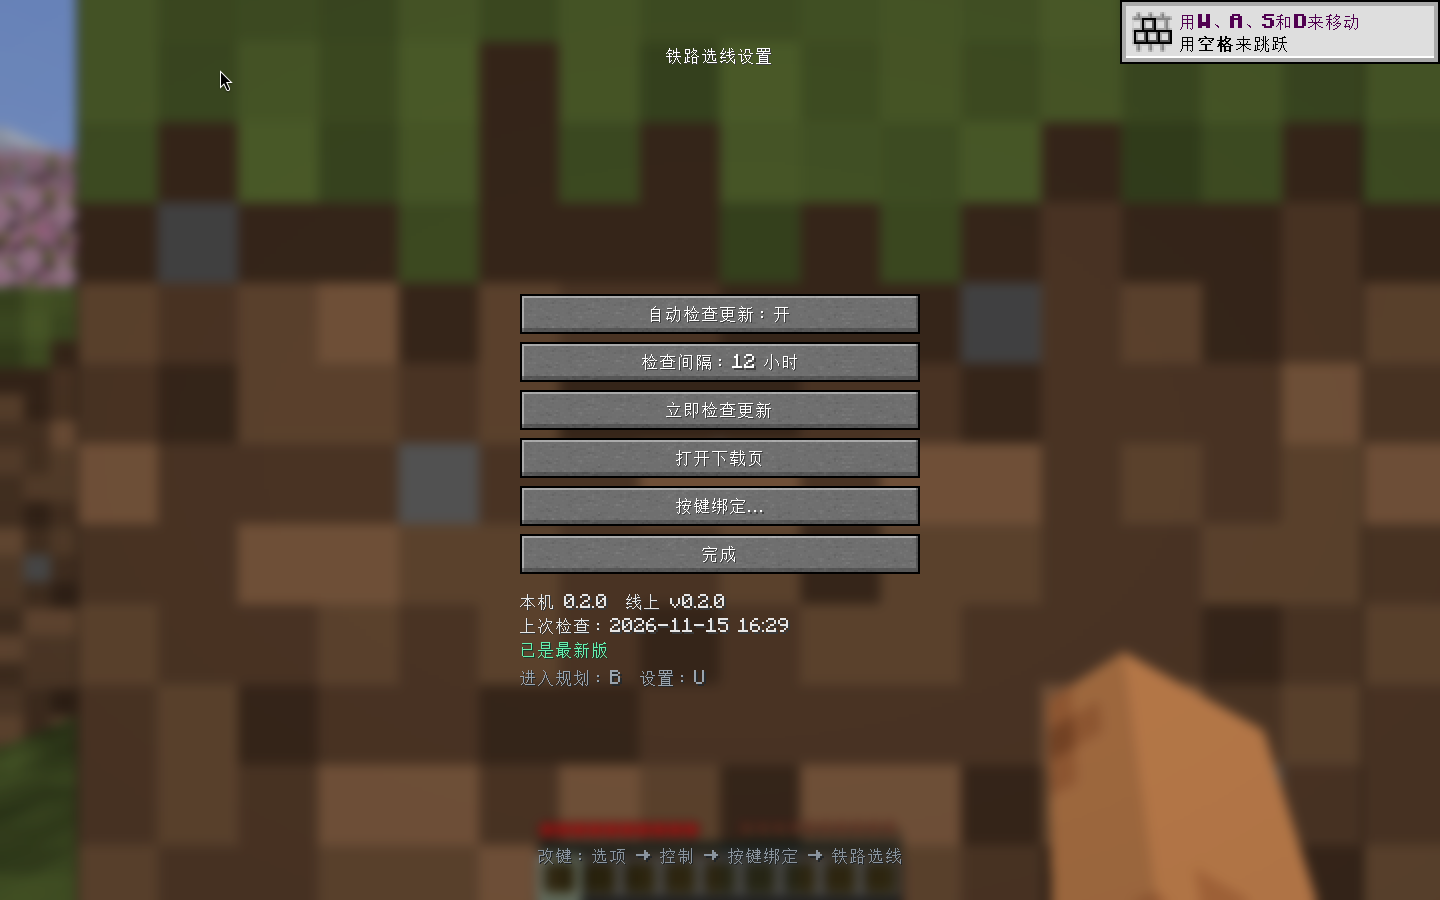 铁路选线设置
用W、A、S和D来移动
用空格来跳跃
自动检查更新：开
检查间隔：12 小时
立即检查更新
打开下载页
按键绑定...
完成
本机 0.2.0 线上 v0.2.0
上次检查：2026-11-15 16:29
已是最新版
进入规划：B 设置：U
改键：选项 → 控制 → 按键绑定 → 铁路选线